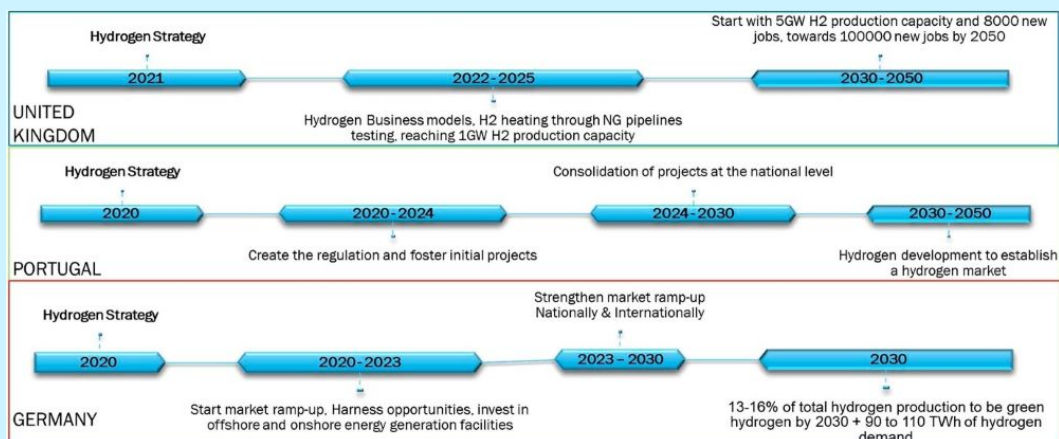 Start with 5GW H2 production capacity and 8000 new
jobs, towards 100000 new jobs by 2050
Hydrogen Strategy
2021
2022-2025
2030-2050
UNITED
KINGDOM
Hydrogen Business models, H2 heating through NG pipelines
testing, reaching 1GW H2 production capacity
Hydrogen Strategy
Consolidation of projects at the national level
2020
2020-2024
2024-2030
2030-2050
Create the regulation and foster initial projects
Hydrogen development to establish
a hydrogen market
PORTUGAL
Strengthen market ramp-up
Nationally & Internationally
Hydrogen Strategy
2020
2020-2023
2023 – 2030
2030
GERMANY
Start market ramp-up, Harness opportunities, invest in
offshore and onshore energy generation facilities
13-16% of total hydrogen production to be green
hydrogen by 2030 + 90 to 110 TWh of hydrogen
demand